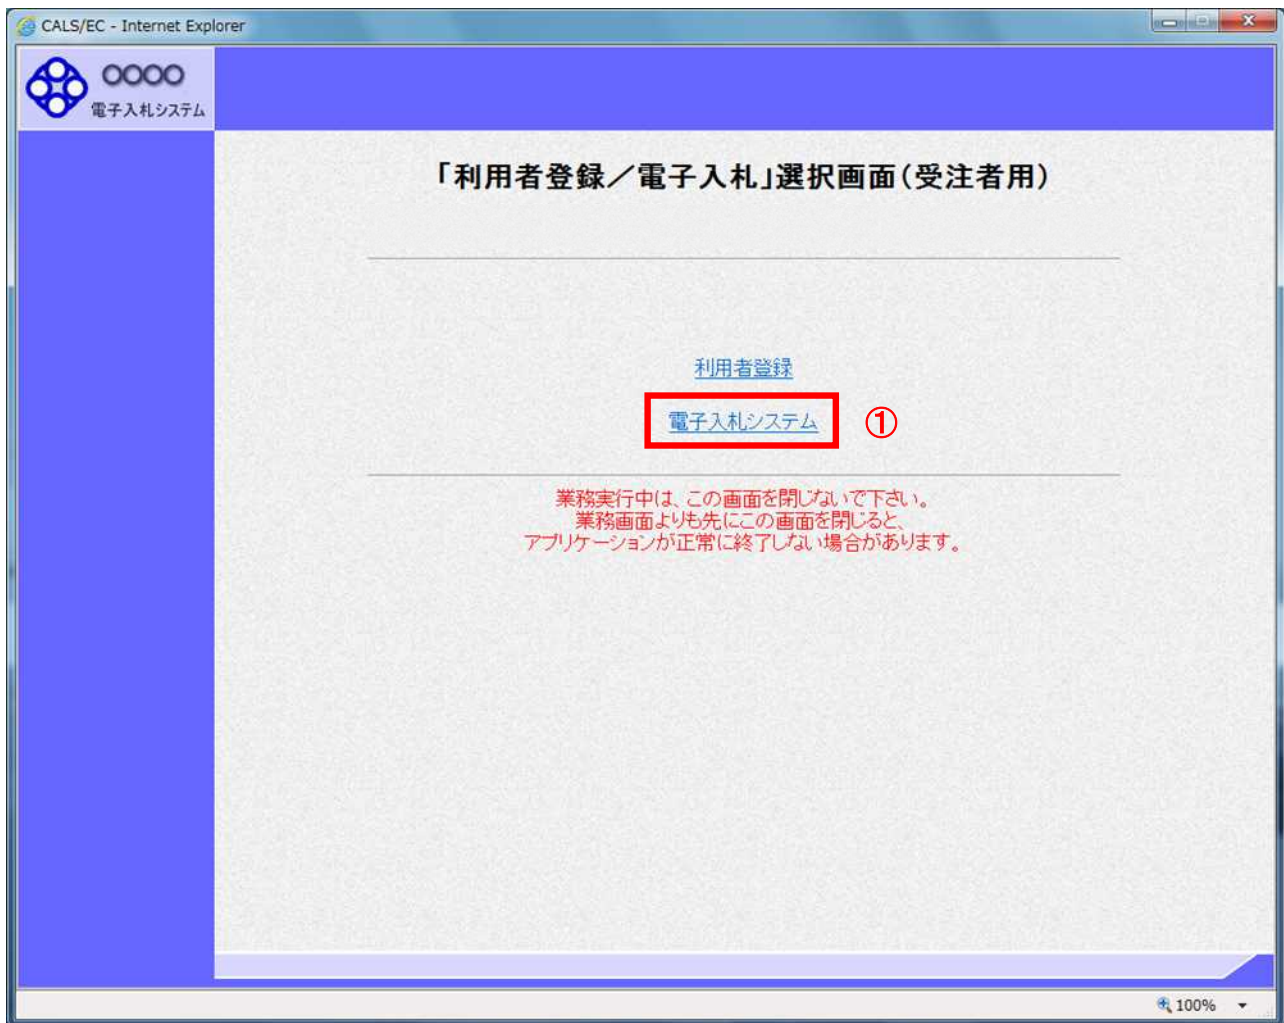 CALS/EC - Internet Explorer
○○○○
電子入札システム
「利用者登録／電子入札」選択画面（受注者用）
利用者登録
電子入札システム ①
業務実行中は、この画面を閉じないで下さい。
業務画面よりも先にこの画面を閉じると、
アプリケーションが正常に終了しない場合があります。
100%